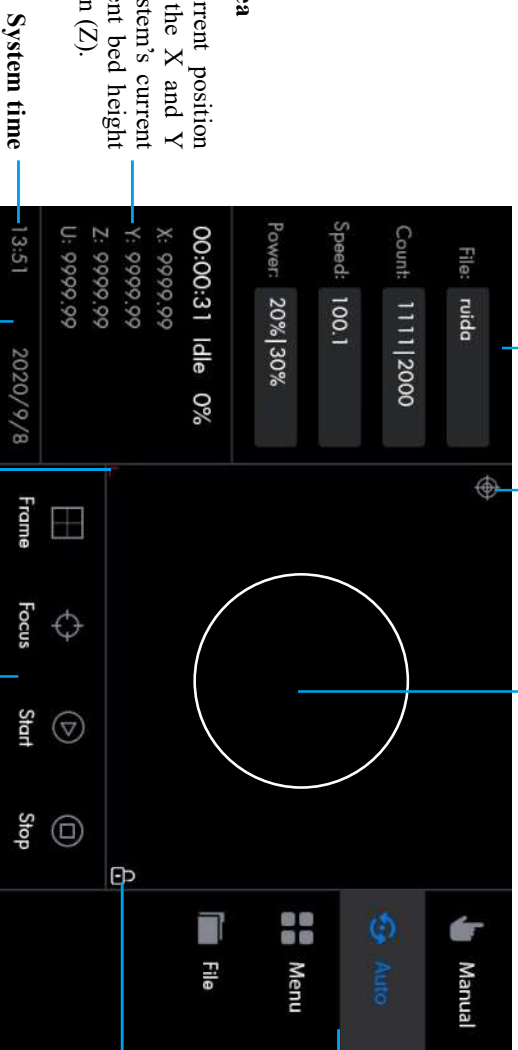 rrent position
the X and Y
stem's current
ent bed height
n (Z).
System time
File: ruida
Count: 1111|2000
Speed: 100.1
Power: 20%|30%
00:00:31 Idle 0%
X: 9999.99
Y: 9999.99
Z: 9999.99
U: 9999.99
13:51 2020/9/8
Frame Focus Start Stop
Manual
Auto
Menu
File